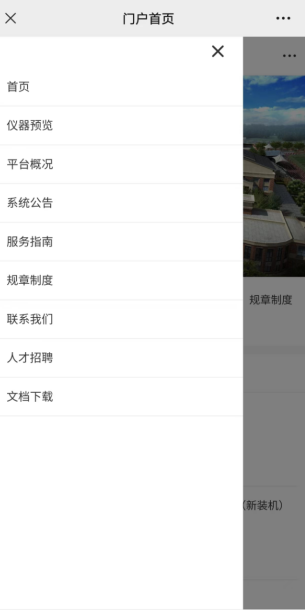 门户首页
首页
仪器预览
平台概况
系统公告
服务指南
规章制度
规章制度
联系我们
人才招聘
文档下载
（新装机）